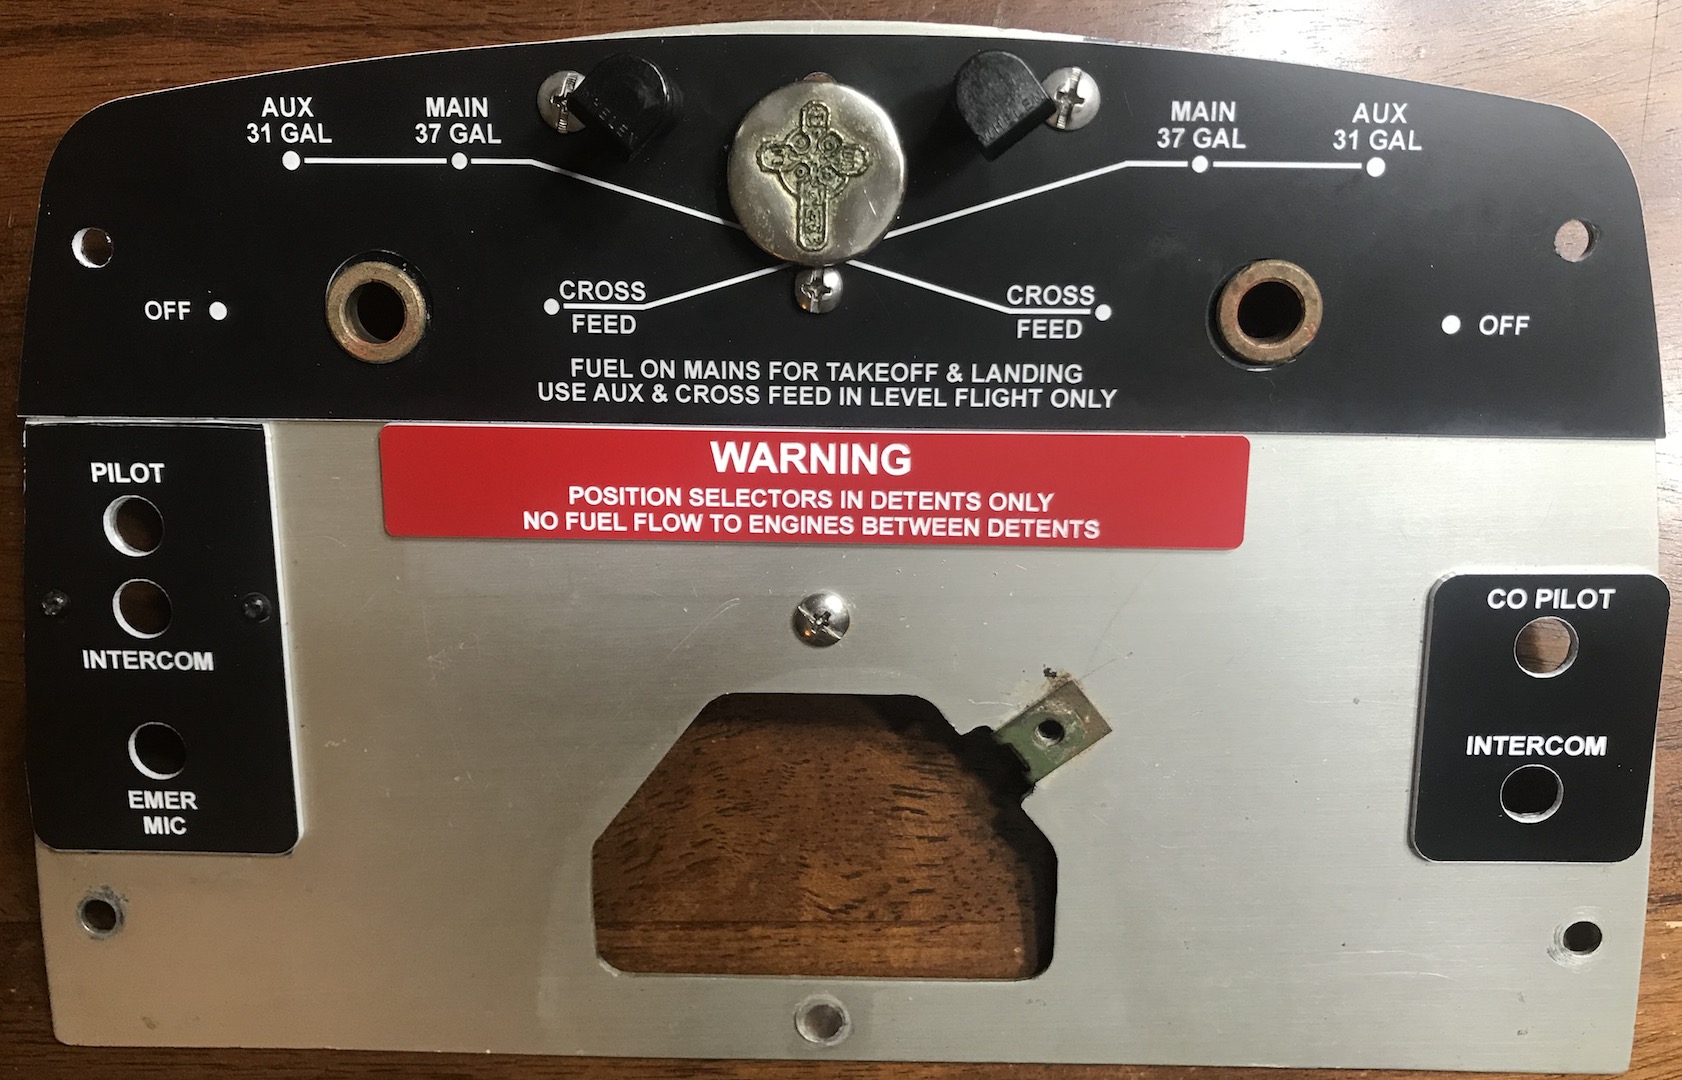 AUX
31 GAL
MAIN
37 GAL
MAIN
37 GAL
AUX
31 GAL
OFF
CROSS
FEED
CROSS
FEED
OFF
FUEL ON MAINS FOR TAKEOFF & LANDING
USE AUX & CROSS FEED IN LEVEL FLIGHT ONLY
WARNING
POSITION SELECTORS IN DETENTS ONLY
NO FUEL FLOW TO ENGINES BETWEEN DETENTS
PILOT
INTERCOM
EMER
MIC
CO PILOT
INTERCOM